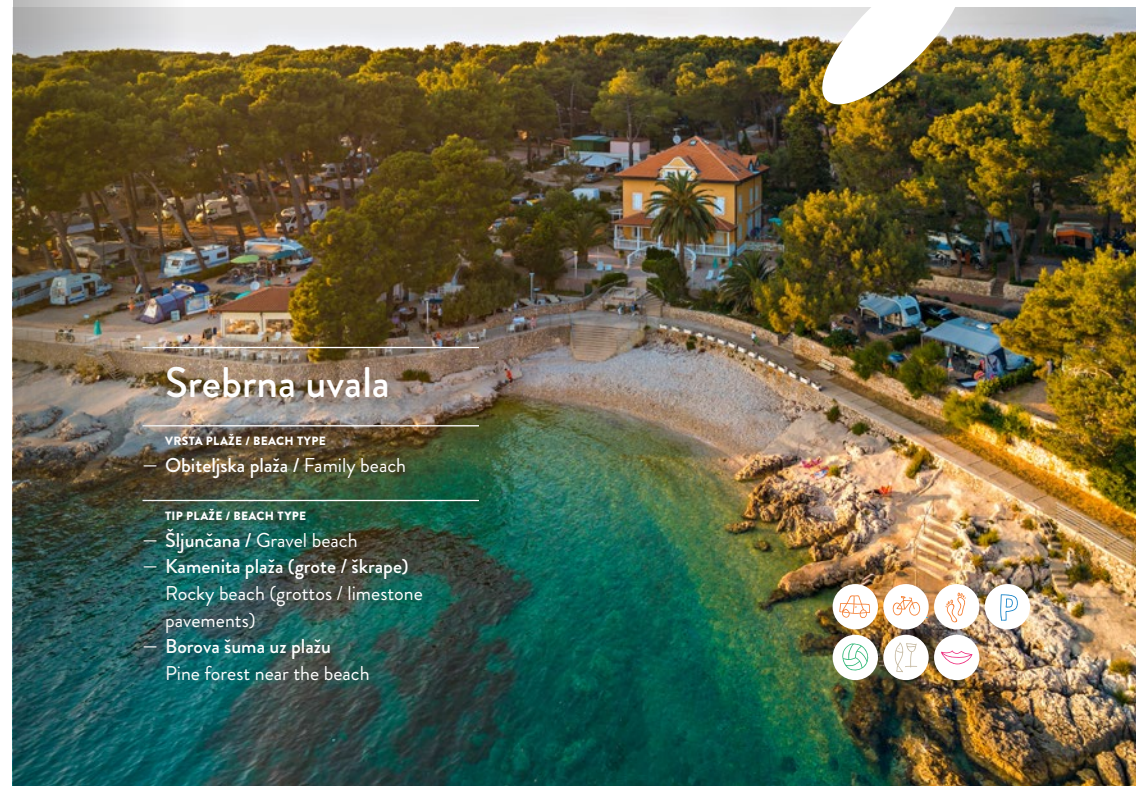 Srebrna uvala
VRSTA PLAŽE / BEACH TYPE
— Obiteljska plaža / Family beach
TIP PLAŽE / BEACH TYPE
— Šljunčana / Gravel beach
— Kamenita plaža (grote / škrape)
Rocky beach (grottos / limestone
pavements)
— Borova šuma uz plažu
Pine forest near the beach
P